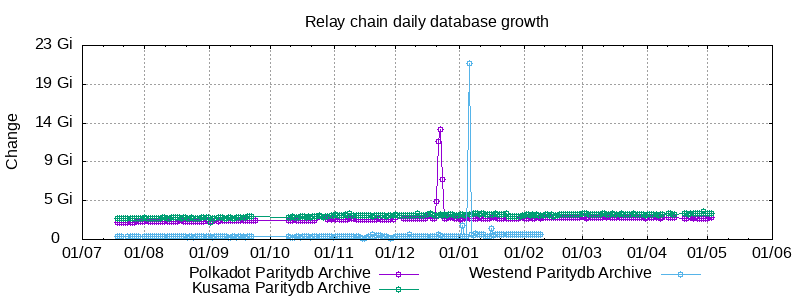 Relay chain daily database growth
23 Gi
19 Gi
14 Gi
9 Gi
5 Gi
0
Change
01/07 01/08 01/09 01/10 01/11 01/12 01/01 01/02 01/03 01/04 01/05 01/06
Polkadot Paritydb Archive Westend Paritydb Archive
Kusama Paritydb Archive